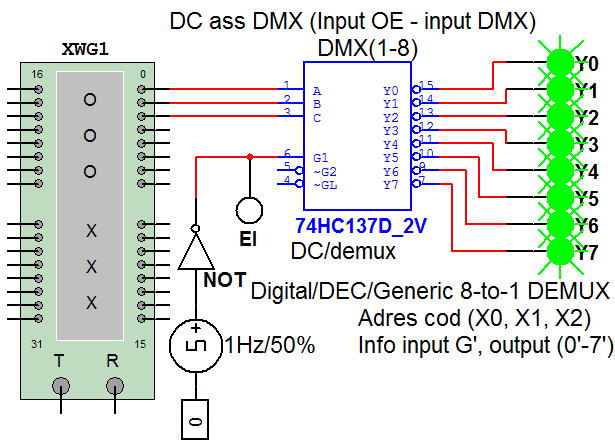 DC ass DMX (Input OE - input DMX)
XWG1
DMX(1-8)
16 0
O
O
O
X
X
X
31 15
T R
1 A Y0 15 Y0
2 B Y1 14 Y1
3 C Y2 13 Y2
Y3 12 Y3
Y4 11 Y4
6 G1 Y5 10 Y5
5 ~G2 Y6 9 Y6
4 ~GL Y7 7 Y7
74HC137D_2V
EI
DC/demux
NOT
Digital/DEC/Generic 8-to-1 DEMUX
Adres cod (X0, X1, X2)
1Hz/50%
Info input G', output (0'-7')
0